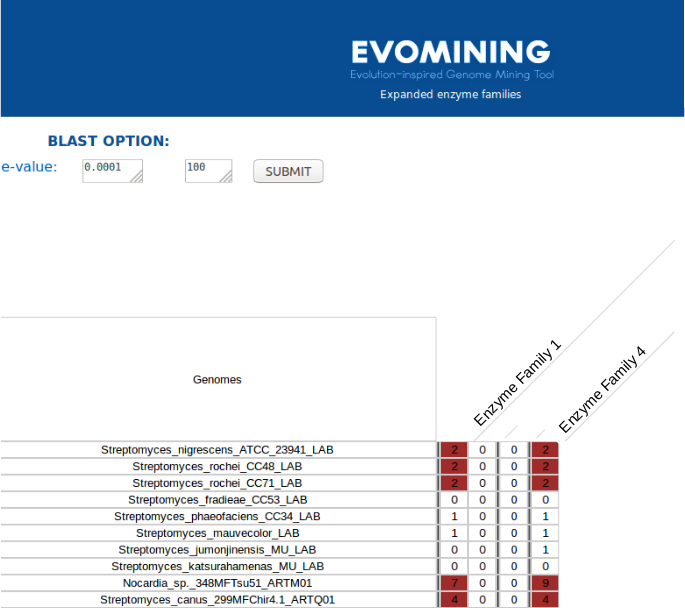 EVOMINING
Evolution-inspired Genome Mining Tool
Expanded enzyme families
BLAST OPTION:
e-value: 0.0001 100 SUBMIT
Enzyme Family 1
Enzyme Family 4
Genomes
Streptomyces_nigrescens_ATCC_23941_LAB 2 0 0 2
Streptomyces_rochei_CC48_LAB 2 0 0 2
Streptomyces_rochei_CC71_LAB 2 0 0 2
Streptomyces_fradieae_CC53_LAB 0 0 0 0
Streptomyces_phaeofaciens_CC34_LAB 1 0 0 1
Streptomyces_mauvecolor_LAB 1 0 0 1
Streptomyces_jumonjinensis_MU_LAB 0 0 0 1
Streptomyces_katsurahamenas_MU_LAB 0 0 0 0
Nocardia_sp._348MFTsu51_ARTM01 7 0 0 9
Streptomyces_canus_299MFChir4.1_ARTQ01 4 0 0 4